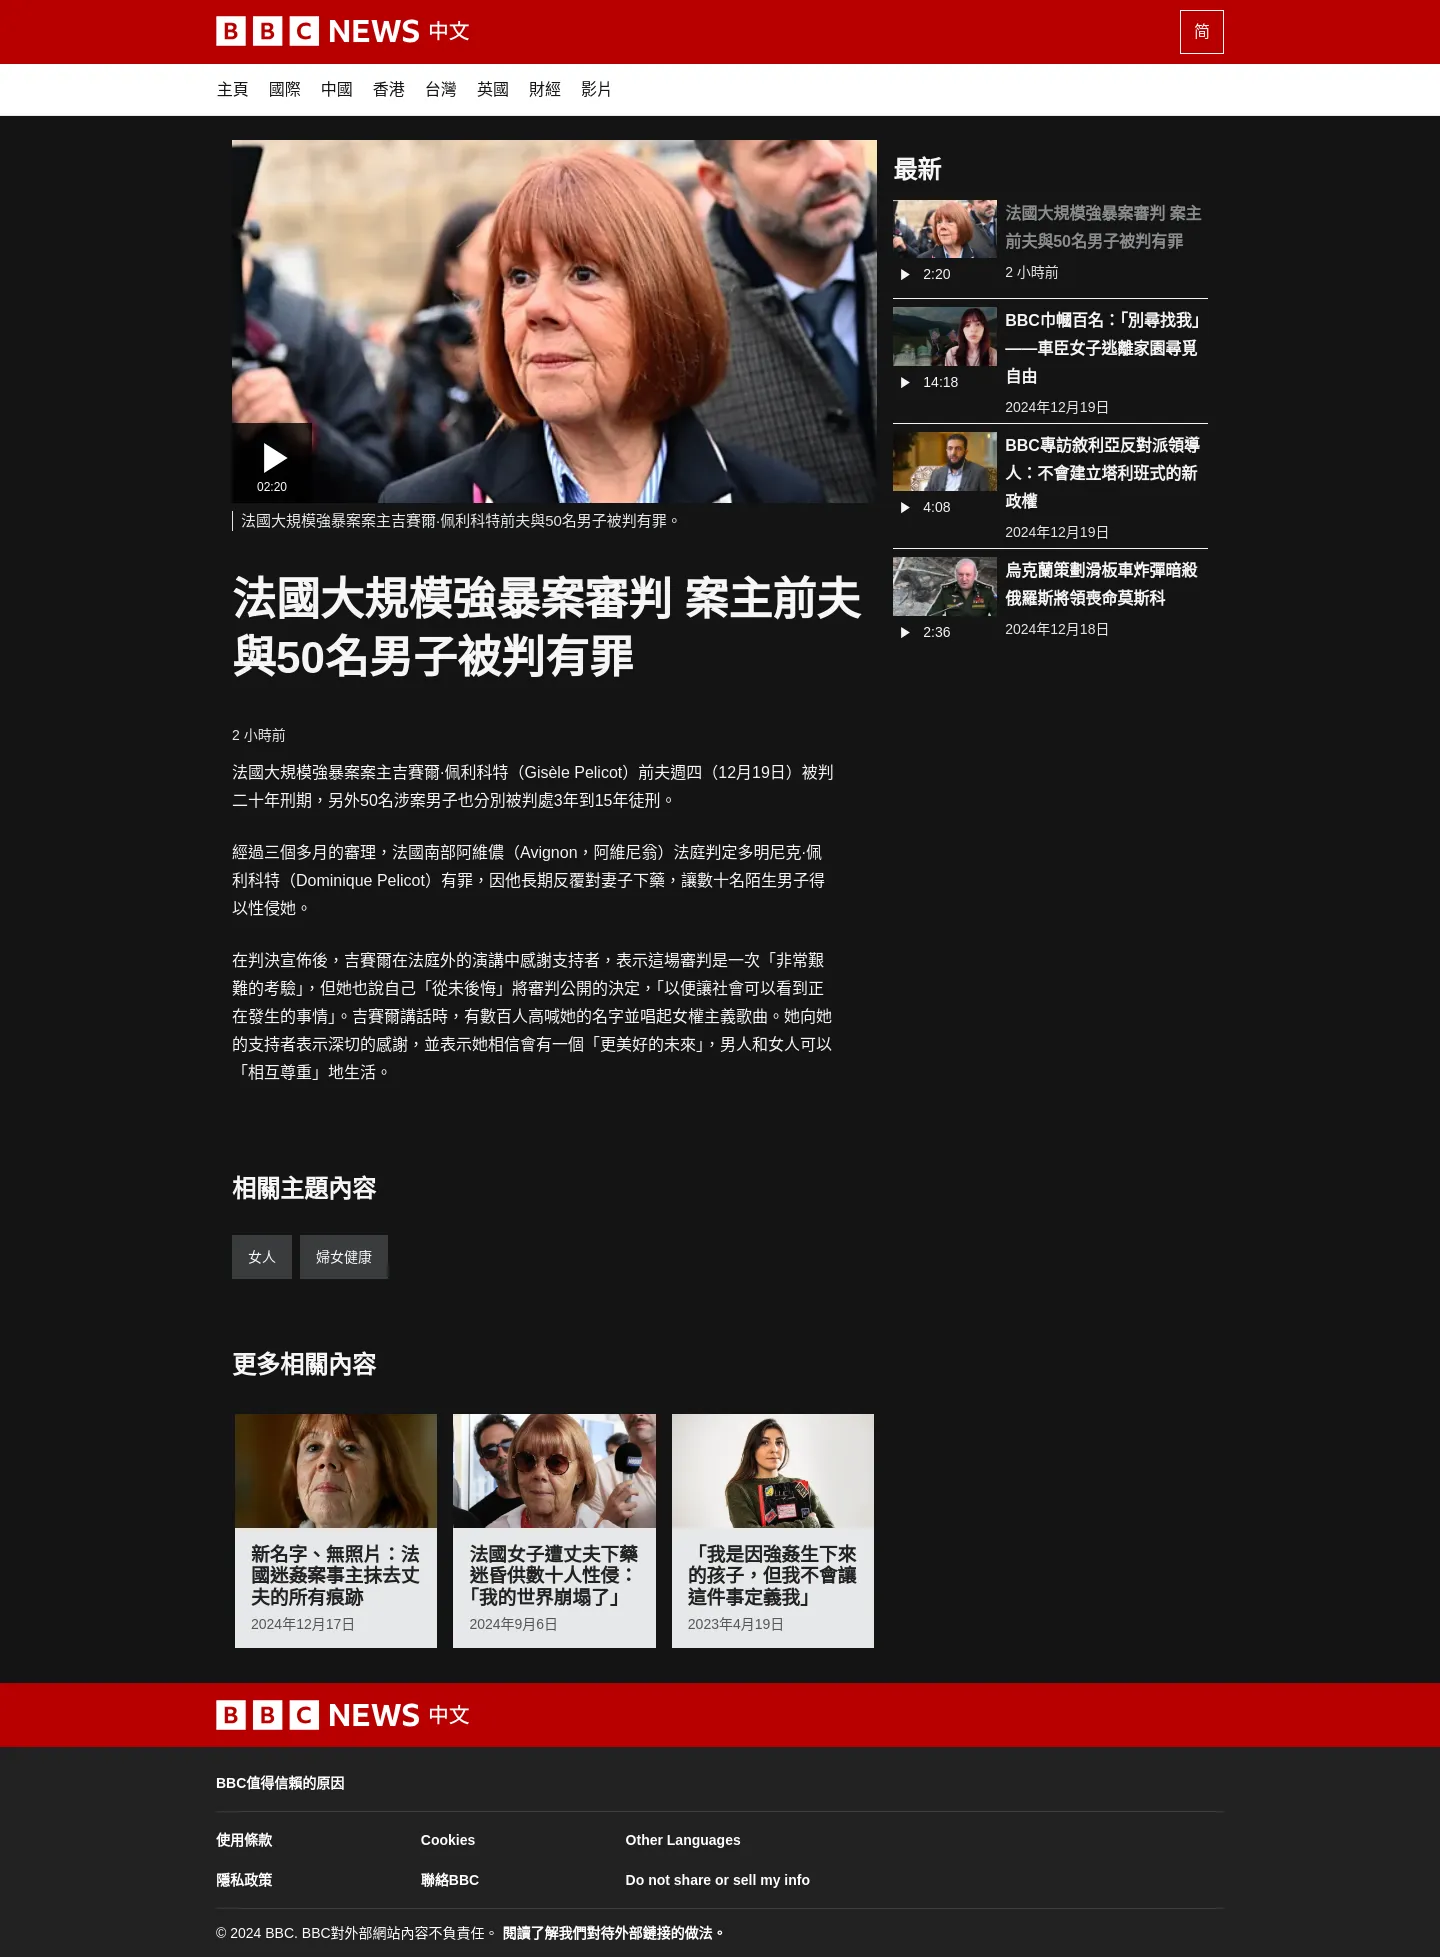 BBC NEWS 中文
简
主頁 國際 中國 香港 台灣 英國 財經 影片
02:20
法國大規模強暴案案主吉賽爾·佩利科特前夫與50名男子被判有罪。
法國大規模強暴案審判 案主前夫
與50名男子被判有罪
2 小時前
法國大規模強暴案案主吉賽爾·佩利科特（Gisèle Pelicot）前夫週四（12月19日）被判
二十年刑期，另外50名涉案男子也分別被判處3年到15年徒刑。
經過三個多月的審理，法國南部阿維儂（Avignon，阿維尼翁）法庭判定多明尼克·佩
利科特（Dominique Pelicot）有罪，因他長期反覆對妻子下藥，讓數十名陌生男子得
以性侵她。
在判決宣佈後，吉賽爾在法庭外的演講中感謝支持者，表示這場審判是一次「非常艱
難的考驗」，但她也說自己「從未後悔」將審判公開的決定，「以便讓社會可以看到正
在發生的事情」。吉賽爾講話時，有數百人高喊她的名字並唱起女權主義歌曲。她向她
的支持者表示深切的感謝，並表示她相信會有一個「更美好的未來」，男人和女人可以
「相互尊重」地生活。
最新
法國大規模強暴案審判 案主
前夫與50名男子被判有罪
2:20
2 小時前
BBC巾幗百名：「別尋找我」
——車臣女子逃離家園尋覓
自由
14:18
2024年12月19日
BBC專訪敘利亞反對派領導
人：不會建立塔利班式的新
政權
4:08
2024年12月19日
烏克蘭策劃滑板車炸彈暗殺
俄羅斯將領喪命莫斯科
2:36
2024年12月18日
相關主題內容
女人 婦女健康
更多相關內容
新名字、無照片：法
國迷姦案事主抹去丈
夫的所有痕跡
2024年12月17日
法國女子遭丈夫下藥
迷昏供數十人性侵：
「我的世界崩塌了」
2024年9月6日
「我是因強姦生下來
的孩子，但我不會讓
這件事定義我」
2023年4月19日
BBC NEWS 中文
BBC值得信賴的原因
使用條款 Cookies Other Languages
隱私政策 聯絡BBC Do not share or sell my info
© 2024 BBC. BBC對外部網站內容不負責任。 閱讀了解我們對待外部鏈接的做法。